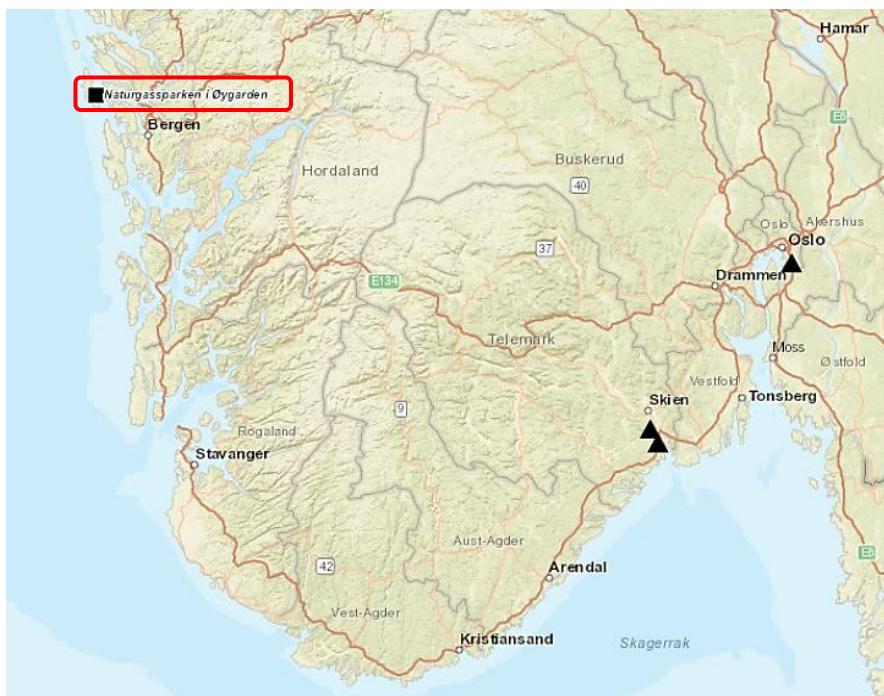 Hamar
Naturgassparken i Øygarden
E6
Bergen
Buskerud
Hordaland
40
Oslo
Akershus
Oslo
37
Drammen
E134
Telemark
Moss
Østfold
Vestfold
Skien
Tonsberg
9
Rogaland
Stavanger
Aust-Agder
E6
42
Arendal
Vest-Agder
Kristiansand
Skagerrak